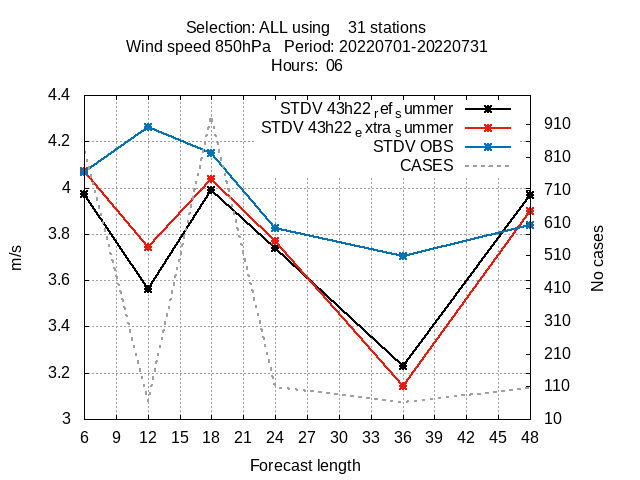 Selection: ALL using    31 stations
Wind speed 850hPa   Period: 20220701-20220731
Hours:  06
STDV 43h22_ref_summer
STDV 43h22_extra_summer
STDV OBS
CASES
4.4
4.2
4
3.8
3.6
3.4
3.2
3
m/s
910
810
710
610
510
410
310
210
110
10
No cases
6 9 12 15 18 21 24 27 30 33 36 39 42 45 48
Forecast length